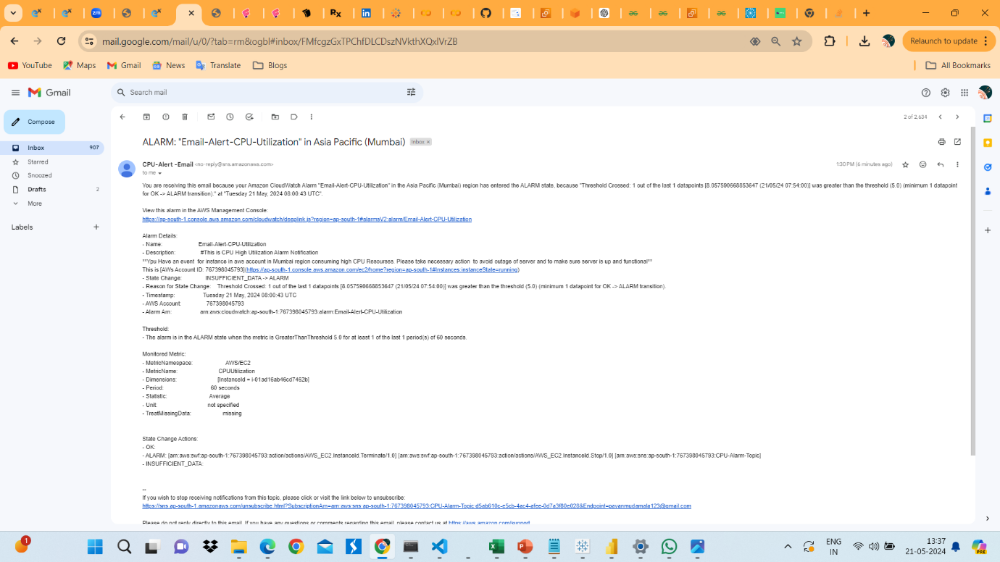 mail.google.com/mail/u/0/?tab=rm&ogbl#inbox/FMfcgzGxTPChfDLCDszNVkthXQxlVrZB
Relaunch to update
YouTube
Maps
Gmail
News
Translate
Blogs
All Bookmarks
Gmail
Search mail
Compose
2 of 2,634
Inbox 907
Starred
Snoozed
Drafts 2
More
Labels
ALARM: "Email-Alert-CPU-Utilization" in Asia Pacific (Mumbai) Inbox x
CPU-Alert -Email <no-reply@sns.amazonaws.com>
1:30 PM (6 minutes ago)
to me
You are receiving this email because your Amazon CloudWatch Alarm "Email-Alert-CPU-Utilization" in the Asia Pacific (Mumbai) region has entered the ALARM state, because "Threshold Crossed: 1 out of the last 1 datapoints [8.057590668853647 (21/05/24 07:54:00)] was greater than the threshold (5.0) (minimum 1 datapoint
for OK -> ALARM transition)." at "Tuesday 21 May, 2024 08:00:43 UTC".
View this alarm in the AWS Management Console:
https://ap-south-1.console.aws.amazon.com/cloudwatch/deeplink.js?region=ap-south-1#alarmsV2:alarm/Email-Alert-CPU-Utilization
Alarm Details:
- Name: Email-Alert-CPU-Utilization
- Description: #This is CPU High Utilization Alarm Notification
**Ypu Have an event for instance in aws account in Mumbai region consuming high CPU Resourses. Please take necessary action to avoid outage of server and to make sure server is up and functional**
This is [AWs Account ID: 767398045793](https://ap-south-1.console.aws.amazon.com/ec2/home?region=ap-south-1#Instances:instanceState=running)
- State Change: INSUFFICIENT_DATA -> ALARM
- Reason for State Change: Threshold Crossed: 1 out of the last 1 datapoints [8.057590668853647 (21/05/24 07:54:00)] was greater than the threshold (5.0) (minimum 1 datapoint for OK -> ALARM transition).
- Timestamp: Tuesday 21 May, 2024 08:00:43 UTC
- AWS Account: 767398045793
- Alarm Arn: arn:aws:cloudwatch:ap-south-1:767398045793:alarm:Email-Alert-CPU-Utilization
Threshold:
- The alarm is in the ALARM state when the metric is GreaterThanThreshold 5.0 for at least 1 of the last 1 period(s) of 60 seconds.
Monitored Metric:
- MetricNamespace: AWS/EC2
- MetricName: CPUUtilization
- Dimensions: [InstanceId = i-01ad16ab46cd7462b]
- Period: 60 seconds
- Statistic: Average
- Unit: not specified
- TreatMissingData: missing
State Change Actions:
- OK:
- ALARM: [arn:aws:swf:ap-south-1:767398045793:action/actions/AWS_EC2.InstanceId.Terminate/1.0] [arn:aws:swf:ap-south-1:767398045793:action/actions/AWS_EC2.InstanceId.Stop/1.0] [arn:aws:sns:ap-south-1:767398045793:CPU-Alarm-Topic]
- INSUFFICIENT_DATA:
--
If you wish to stop receiving notifications from this topic, please click or visit the link below to unsubscribe:
https://sns.ap-south-1.amazonaws.com/unsubscribe.html?SubscriptionArn=arn:aws:sns:ap-south-1:767398045793:CPU-Alarm-Topic:d5ab610c-e5cb-4ac4-afee-0d7a3f80e028&Endpoint=pavanmudamala123@gmail.com
Please do not reply directly to this email. If you have any questions or comments regarding this email, please contact us at https://aws.amazon.com/support
1
ENG
IN
13:37
21-05-2024